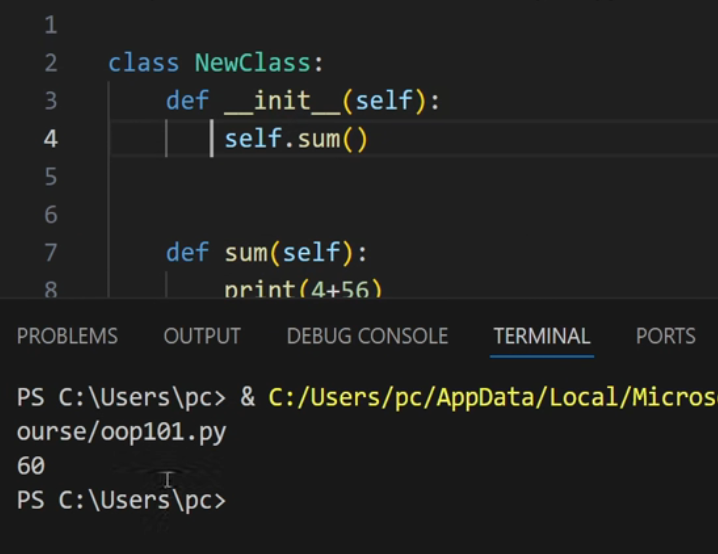 1
2 class NewClass:
3 def __init__(self):
4 self.sum()
5
6
7 def sum(self):
8 print(4+56)
PROBLEMS OUTPUT DEBUG CONSOLE TERMINAL PORTS
PS C:\Users\pc> & C:/Users/pc/AppData/Local/Micros
ourse/oop101.py
60
PS C:\Users\pc>